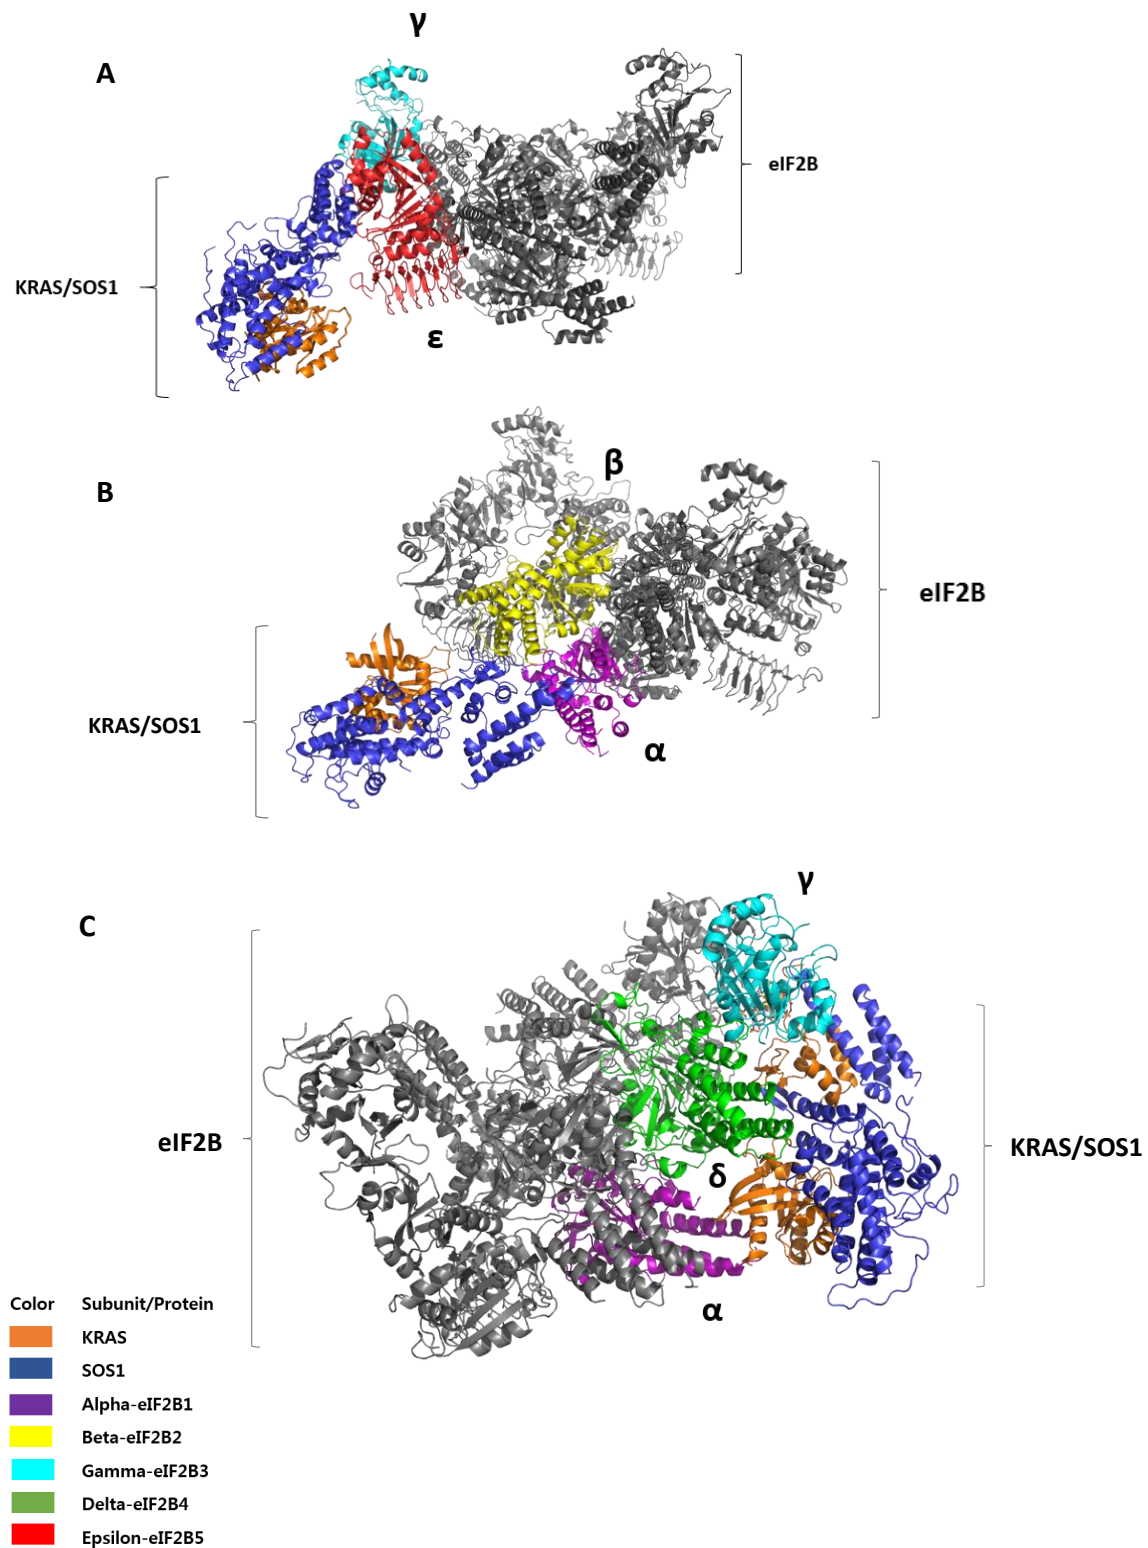 γ
A
eIF2B
KRAS/SOS1
ε
β
B
eIF2B
KRAS/SOS1
α
γ
C
eIF2B
KRAS/SOS1
δ
α
Color Subunit/Protein
KRAS
SOS1
Alpha-eIF2B1
Beta-eIF2B2
Gamma-eIF2B3
Delta-eIF2B4
Epsilon-eIF2B5